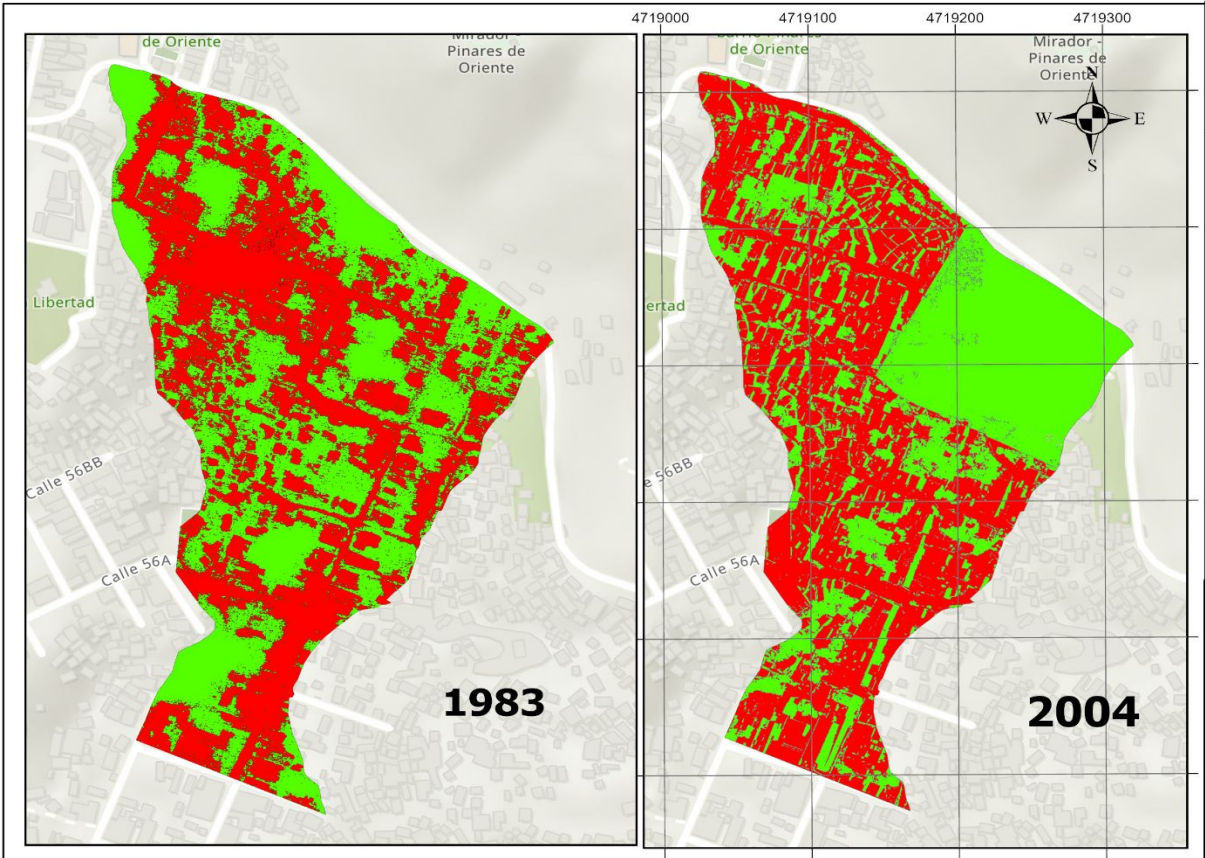 4719000 4719100 4719200 4719300
de Oriente
Pinares de
Oriente
Libertad
Calle 56BB
Calle 56A
1983
de Oriente
Mirador -
Pinares de
Oriente
N
W E
S
ertad
e 56BB
Calle 56A
2004